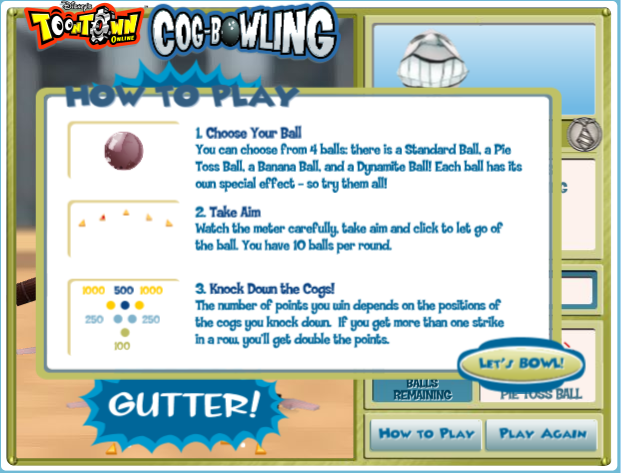 Disney's
TOONTOWN
ONLINE
COG-BOWLING
HOW TO PLAY
1. Choose Your Ball
You can choose from 4 balls: there is a Standard Ball, a Pie
Toss Ball, a Banana Ball, and a Dynamite Ball! Each ball has its
own special effect - so try them all!
2. Take Aim
Watch the meter carefully, take aim and click to let go of
the ball. You have 10 balls per round.
1000 500 1000
250 250
100
3. Knock Down the Cogs!
The number of points you win depends on the positions of
the cogs you knock down. If you get more than one strike
in a row, you'll get double the points.
LET'S BOWL!
GUTTER!
BALLS
REMAINING
PIE TOSS BALL
HOW TO PLAY
PLAY AGAIN